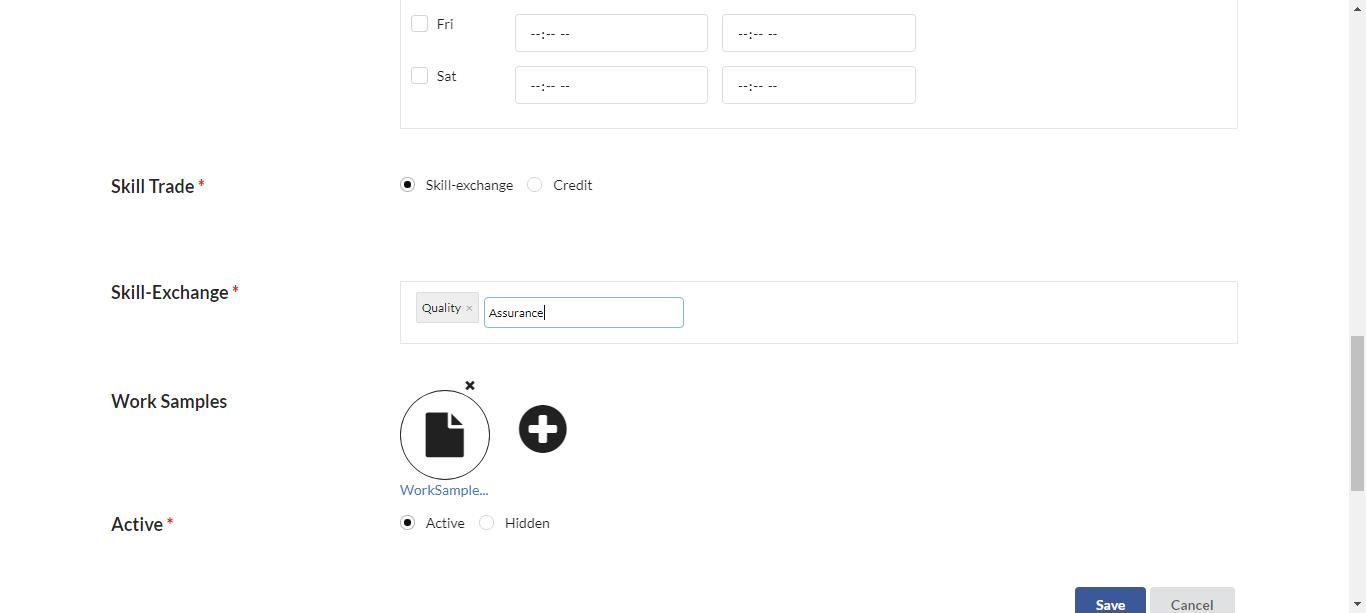 Fri --:-- -- --:-- --
Sat --:-- -- --:-- --
Skill Trade * Skill-exchange Credit
Skill-Exchange * Quality × Assurance
Work Samples
WorkSample...
Active * Active Hidden
Save Cancel